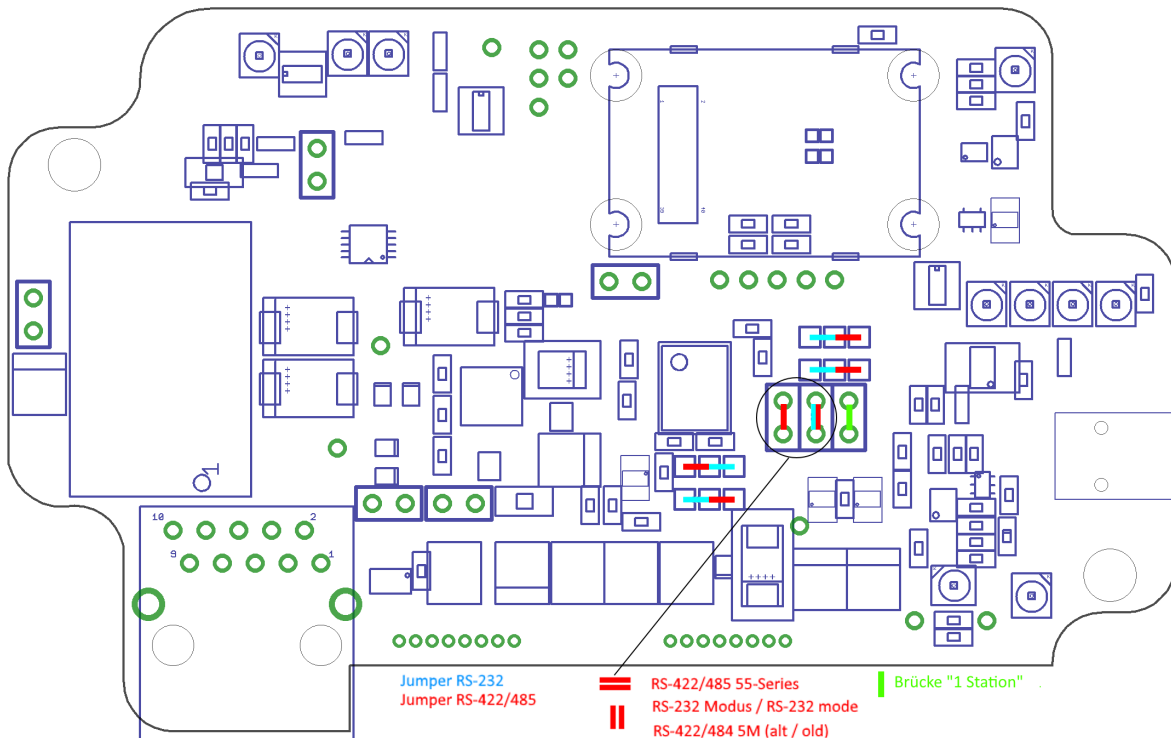 1
10
2
9
1
Jumper RS-232
Jumper RS-422/485
RS-422/485 55-Series
RS-232 Modus / RS-232 mode
RS-422/484 5M (alt / old)
Brücke "1 Station"